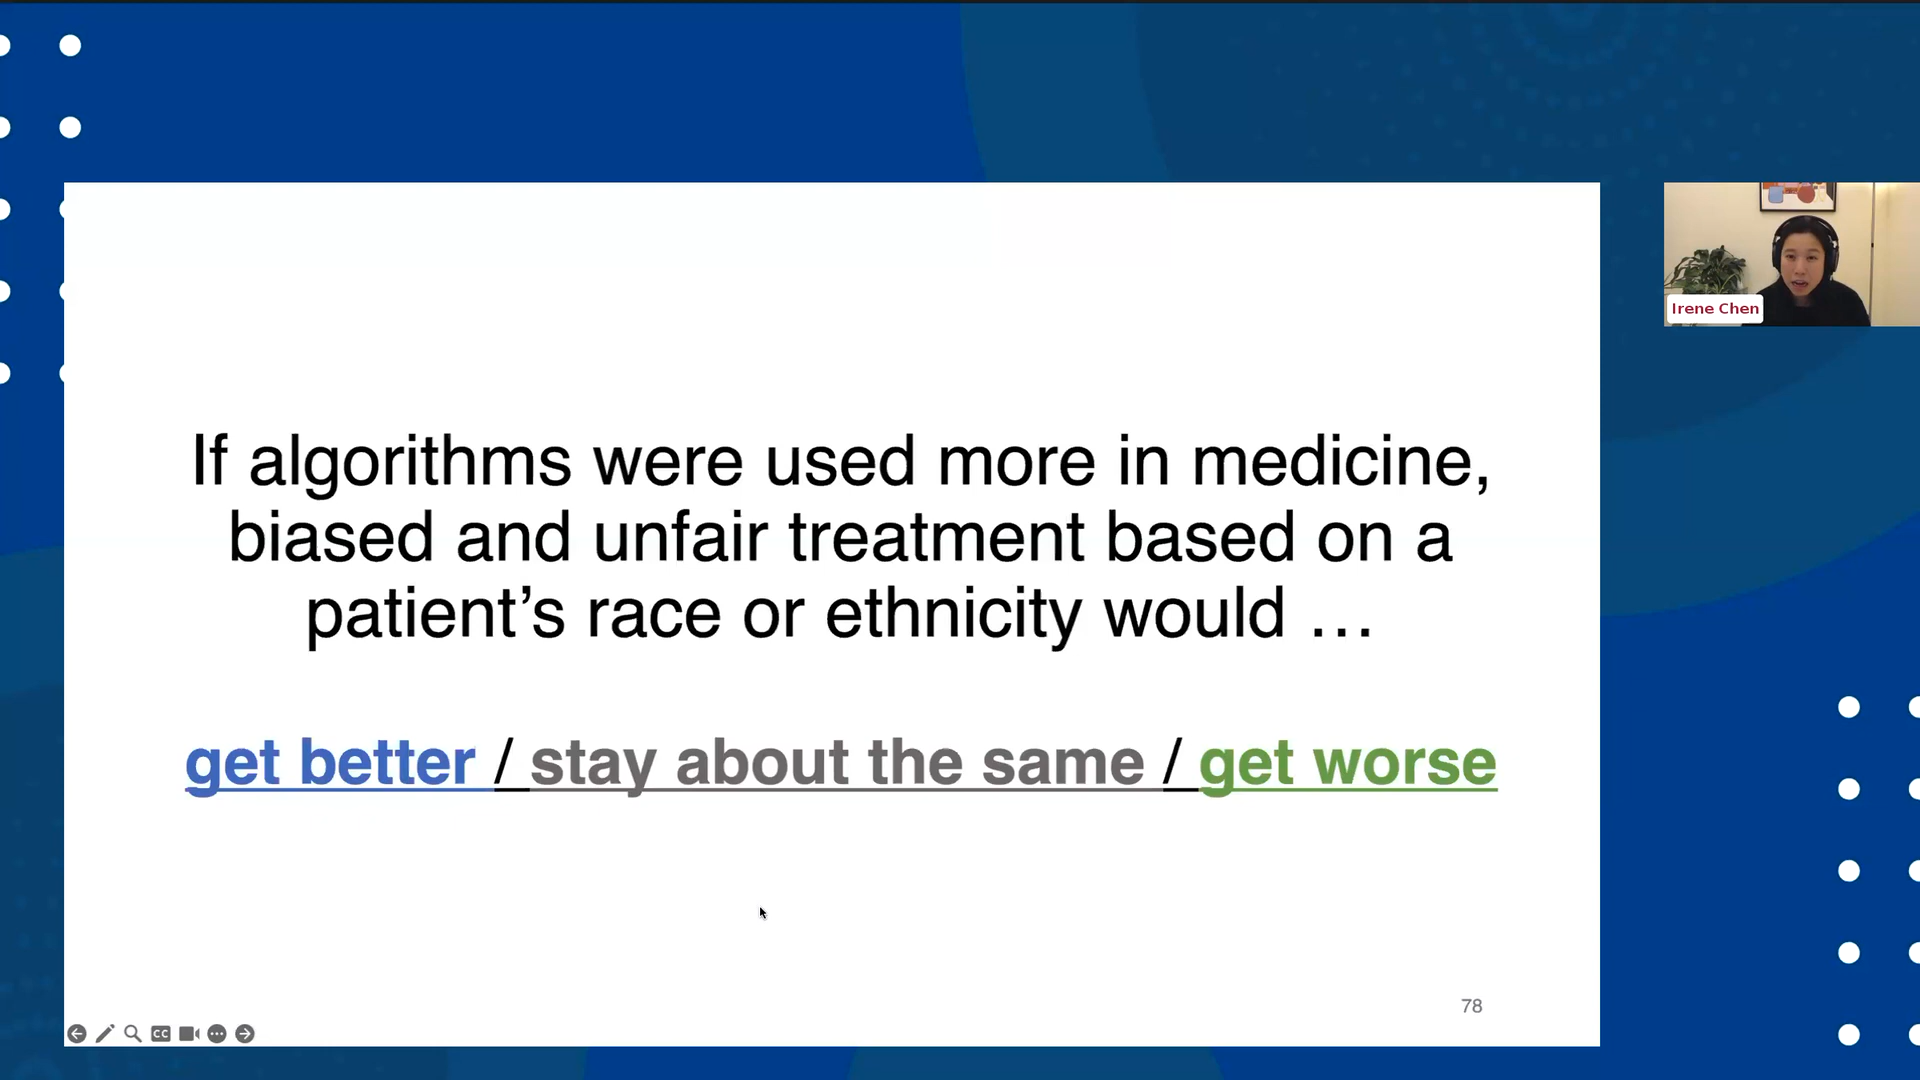 If algorithms were used more in medicine,
biased and unfair treatment based on a
patient’s race or ethnicity would …
get better / stay about the same / get worse
78
CC
Irene Chen